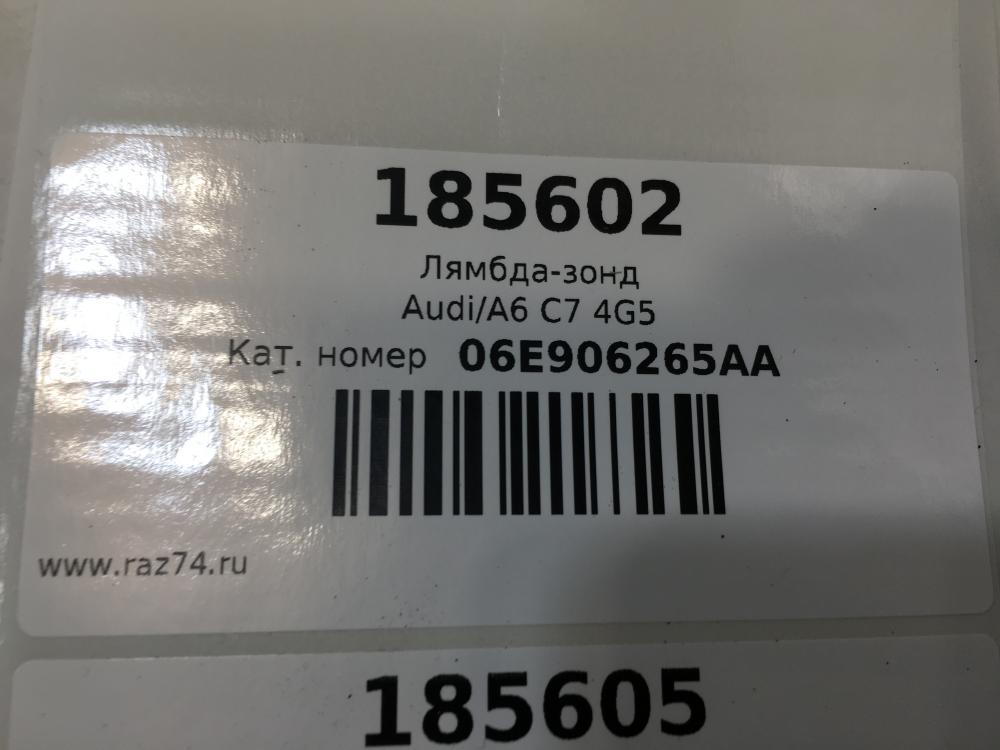 185602
Лямбда-зонд
Audi/A6 C7 4G5
Кат. номер 06E906265AA
www.raz74.ru
185605